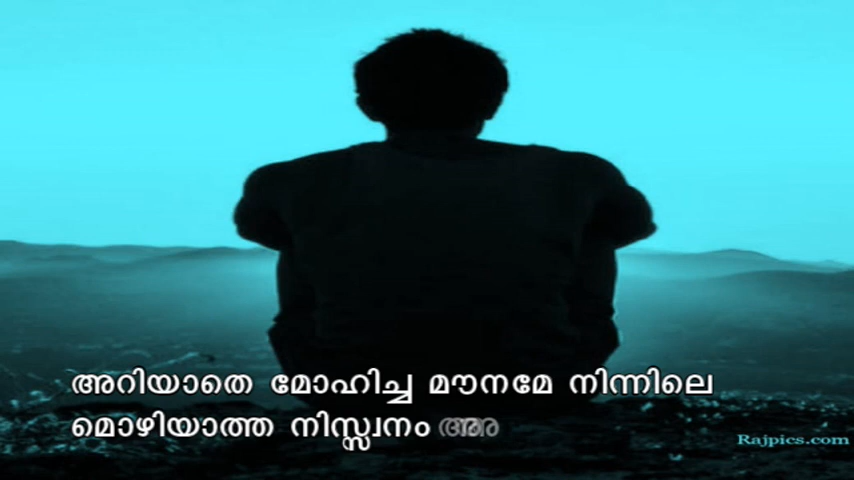 അറിയാതെ മോഹിച്ച മൗനമേ നിന്നിലെ
മൊഴിയാത്ത നിസ്സ്വനം
Rajpics.com